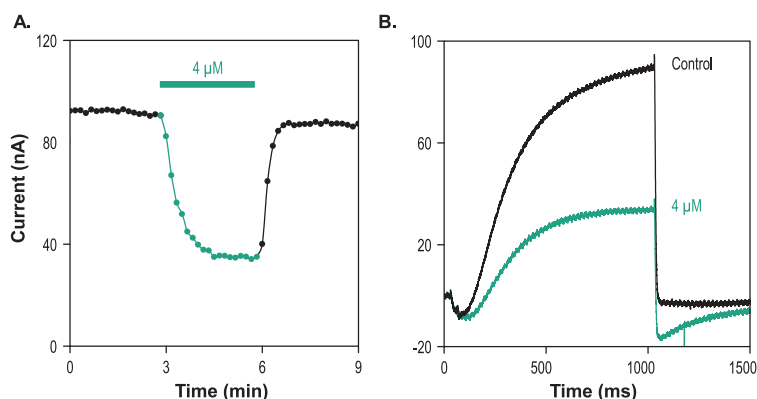 A.
120
80
40
0
Current (nA)
4 µM
0
3
6
9
Time (min)
B.
100
60
20
-20
Control
4 µM
0
500
1000
1500
Time (ms)